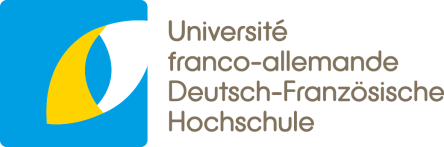 Université
franco-allemande
Deutsch-Französische
Hochschule